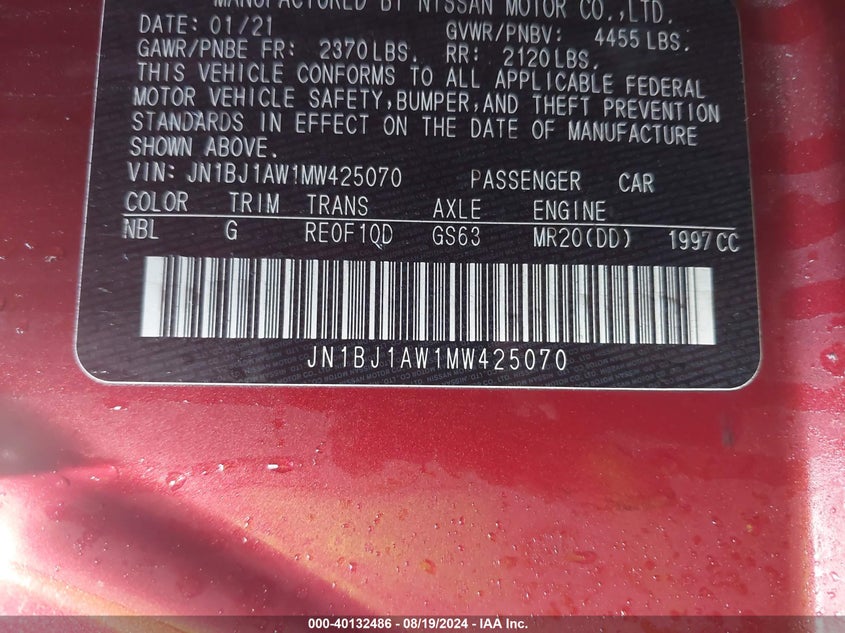 MANUFACTURED BY NISSAN MOTOR CO.,LTD.
DATE: 01/21 GVWR/PNBV: 4455 LBS.
GAWR/PNBE FR: 2370 LBS. RR: 2120 LBS.
THIS VEHICLE CONFORMS TO ALL APPLICABLE FEDERAL
MOTOR VEHICLE SAFETY, BUMPER, AND THEFT PREVENTION
STANDARDS IN EFFECT ON THE DATE OF MANUFACTURE
SHOWN ABOVE.
VIN: JN1BJ1AW1MW425070 PASSENGER CAR
COLOR TRIM TRANS AXLE ENGINE
NBL G RE0F10D GS63 MR20(DD) 1997CC
JN1BJ1AW1MW425070
000-40132486 - 08/19/2024 - IAA Inc.